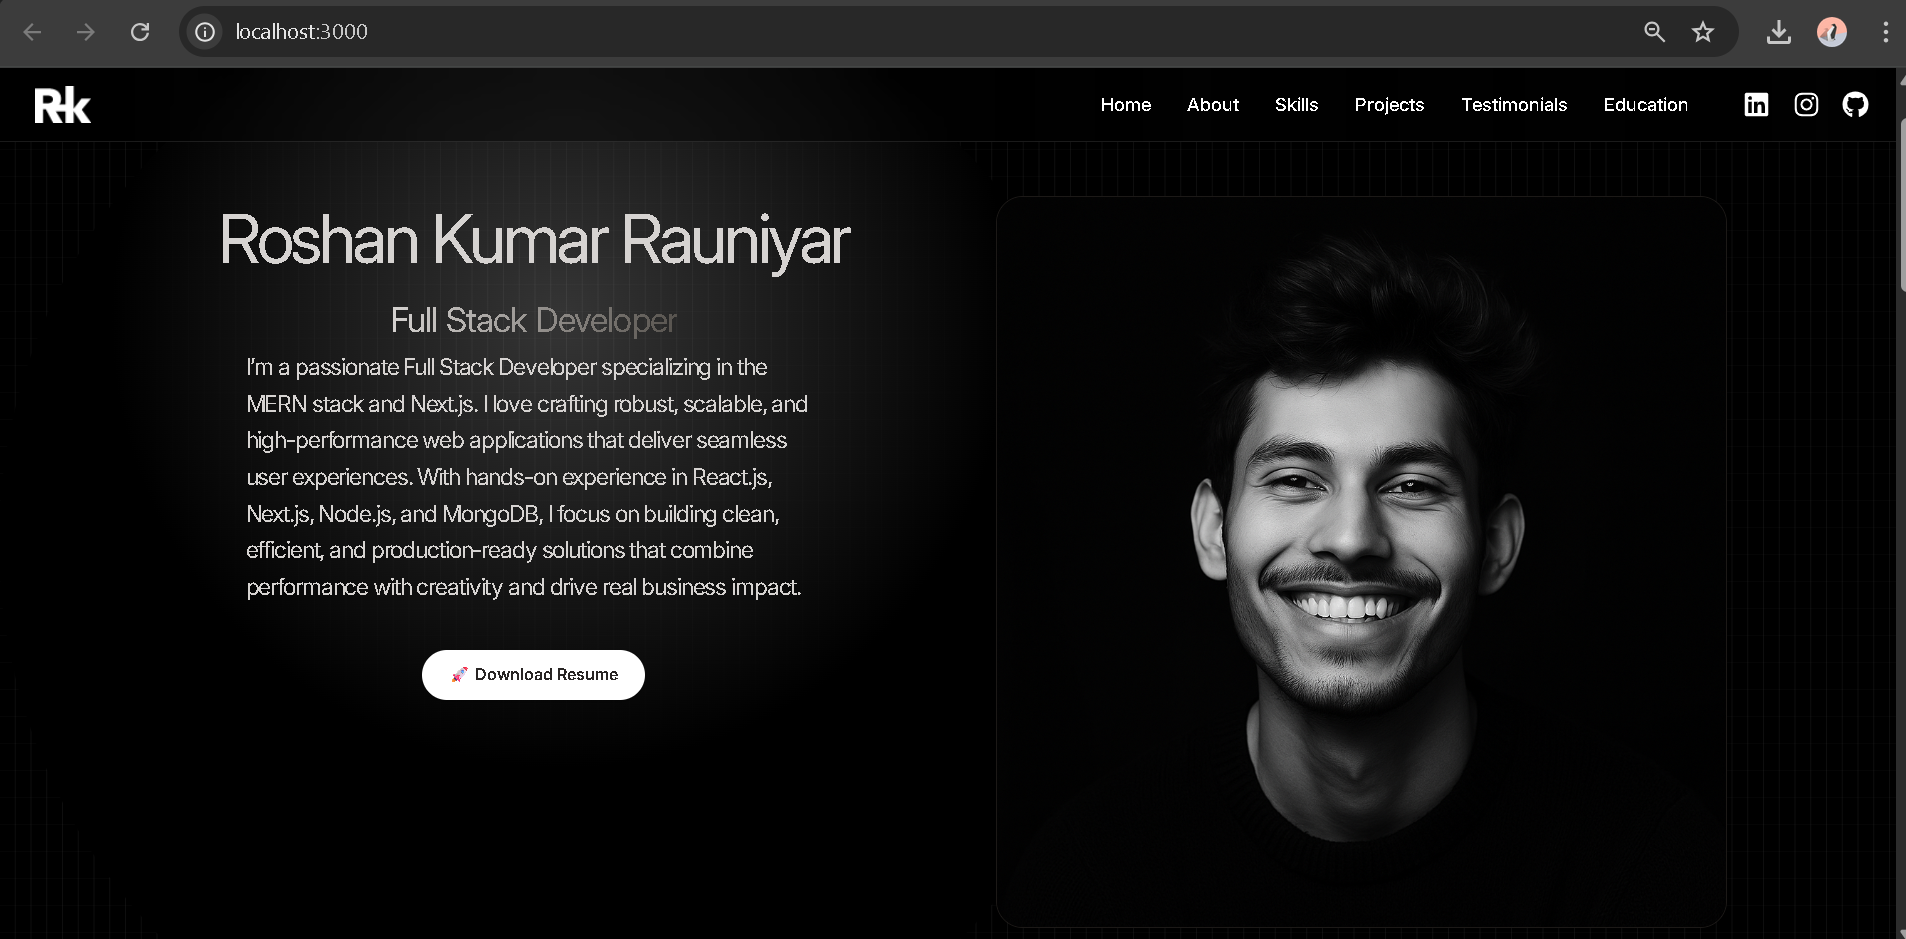 localhost:3000
Rk
Home About Skills Projects Testimonials Education
Roshan Kumar Rauniyar
Full Stack Developer
I'm a passionate Full Stack Developer specializing in the
MERN stack and Next.js. I love crafting robust, scalable, and
high-performance web applications that deliver seamless
user experiences. With hands-on experience in React.js,
Next.js, Node.js, and MongoDB, I focus on building clean,
efficient, and production-ready solutions that combine
performance with creativity and drive real business impact.
🚀 Download Resume